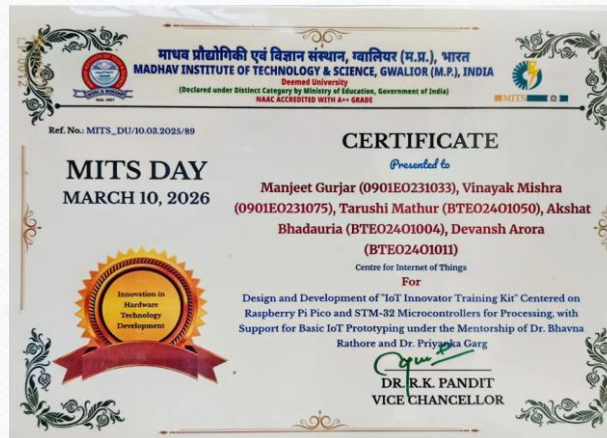 माधव प्रौद्योगिकी एवं विज्ञान संस्थान, ग्वालियर (म.प्र.), भारत
MADHAV INSTITUTE OF TECHNOLOGY & SCIENCE, GWALIOR (M.P.), INDIA
Deemed University
(Declared under Distinct Category by Ministry of Education, Government of India)
NAAC ACCREDITED WITH A++ GRADE
MITS
Ref. No.: MITS_DU/10.03.2025/89
MITS DAY
MARCH 10, 2026
Innovation in
Hardware
Technology
Development
CERTIFICATE
Presented to
Manjeet Gurjar (0901EO231033), Vinayak Mishra
(0901EO231075), Tarushi Mathur (BTEO24O1050), Akshat
Bhadauria (BTEO24O1004), Devansh Arora
(BTEO24O1011)
Centre for Internet of Things
For
Design and Development of "IoT Innovator Training Kit" Centered on
Raspberry Pi Pico and STM-32 Microcontrollers for Processing, with
Support for Basic IoT Prototyping under the Mentorship of Dr. Bhavna
Rathore and Dr. Priyanka Garg
DR. R.K. PANDIT
VICE CHANCELLOR